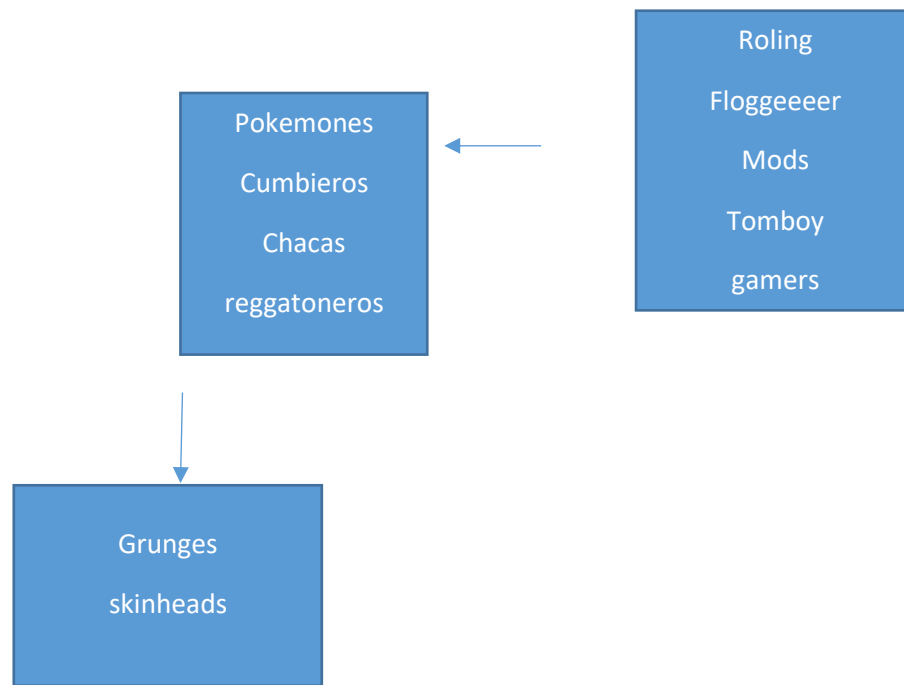 Roling
Floggeeeer
Mods
Tomboy
gamers
Pokemones
Cumbieros
Chacas
reggatoneros
Grunges
skinheads